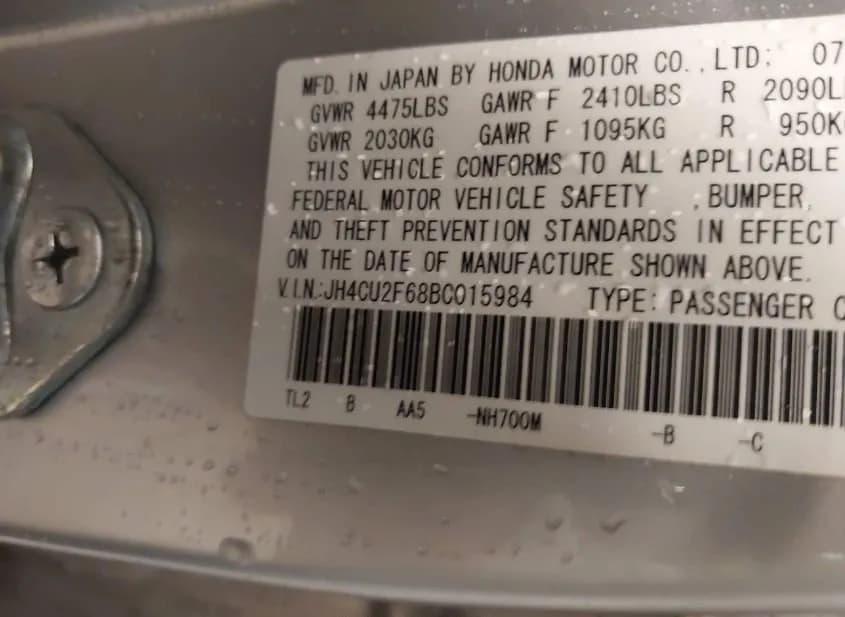 MFD. IN JAPAN BY HONDA MOTOR CO., LTD: 07
GVWR 4475LBS GAWR F 2410LBS R 2090L
GVWR 2030KG GAWR F 1095KG R 950K
THIS VEHICLE CONFORMS TO ALL APPLICABLE
FEDERAL MOTOR VEHICLE SAFETY , BUMPER,
AND THEFT PREVENTION STANDARDS IN EFFECT
ON THE DATE OF MANUFACTURE SHOWN ABOVE.
V.I.N.:JH4CU2F68BC015984 TYPE: PASSENGER C
TL2 B AA5 -NH700M -B -C